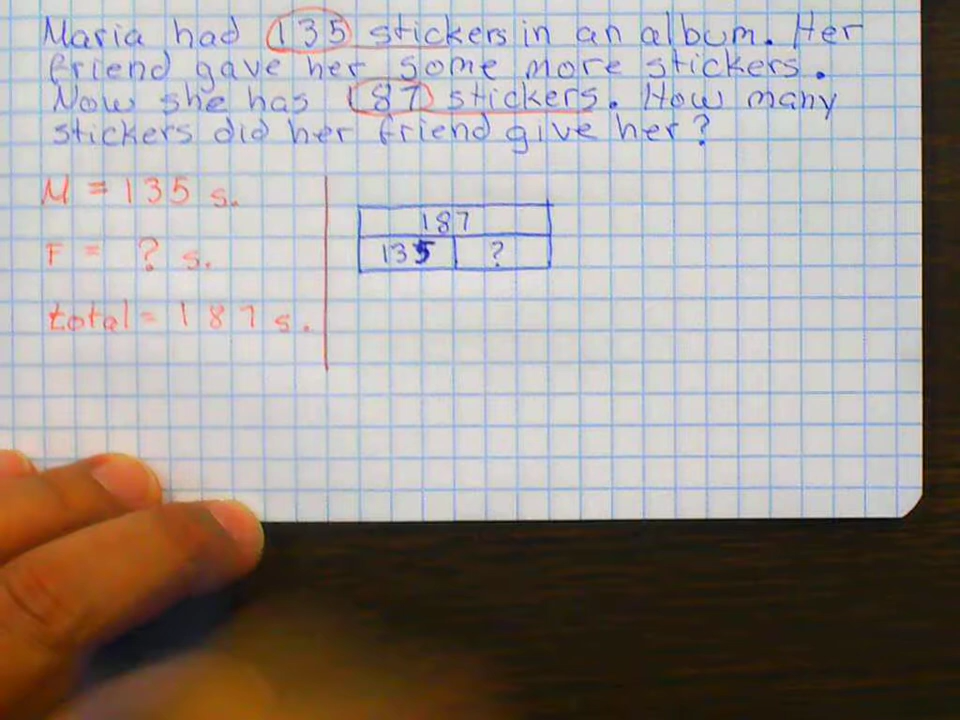 Maria had 135 stickers in an album. Her
friend gave her some more stickers.
Now she has 187 stickers. How many
stickers did her friend give her?
M = 135 s.
F = ? s.
total = 187 s.
187
135 ?